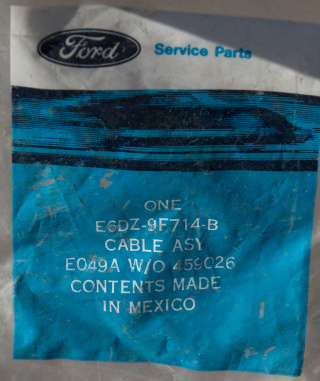 Ford Service Parts
ONE
E6DZ-9F714-B
CABLE ASY
E049A W/O 459026
CONTENTS MADE
IN MEXICO